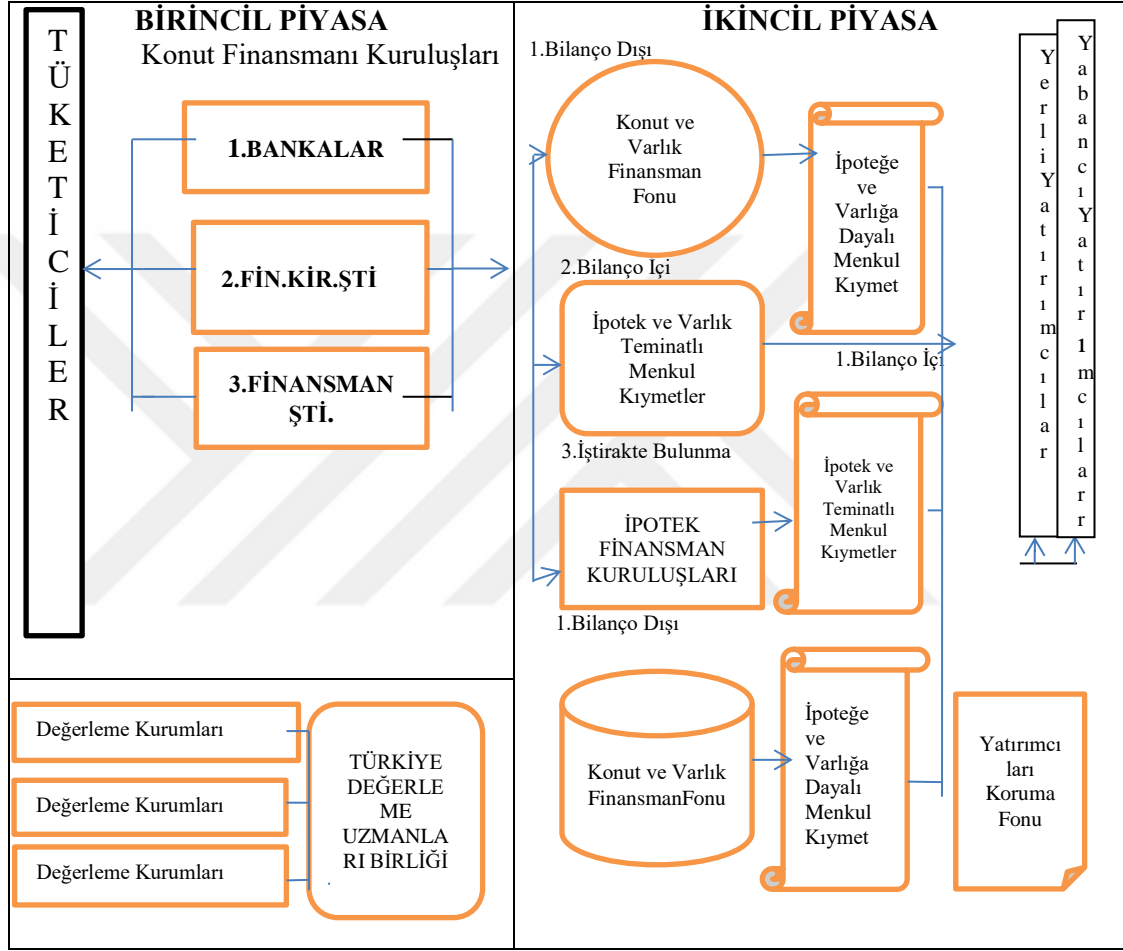 BİRİNCİL PİYASA
Konut Finansmanı Kuruluşları
TÜKETİCİLER
1.BANKALAR
2.FİN.KİR.ŞTİ
3.FİNANSMAN
ŞTİ.
Değerleme Kurumları
Değerleme Kurumları
Değerleme Kurumları
TÜRKİYE
DEĞERLE
ME
UZMANLA
RI BİRLİĞİ
İKİNCİL PİYASA
1.Bilanço Dışı
Konut ve
Varlık
Finansman
Fonu
İpoteğe
ve
Varlığa
Dayalı
Menkul
Kıymet
2.Bilanço İçi
İpotek ve Varlık
Teminatlı
Menkul
Kıymetler
1.Bilanço İçi
3.İştirakte Bulunma
İPOTEK
FİNANSMAN
KURULUŞLARI
İpotek ve
Varlık
Teminatlı
Menkul
Kıymetler
1.Bilanço Dışı
Konut ve Varlık
FinansmanFonu
İpoteğe
ve
Varlığa
Dayalı
Menkul
Kıymet
Yatırımcı
ları
Koruma
Fonu
YerliYatırımcılar
YabancıYatır1mcılarr